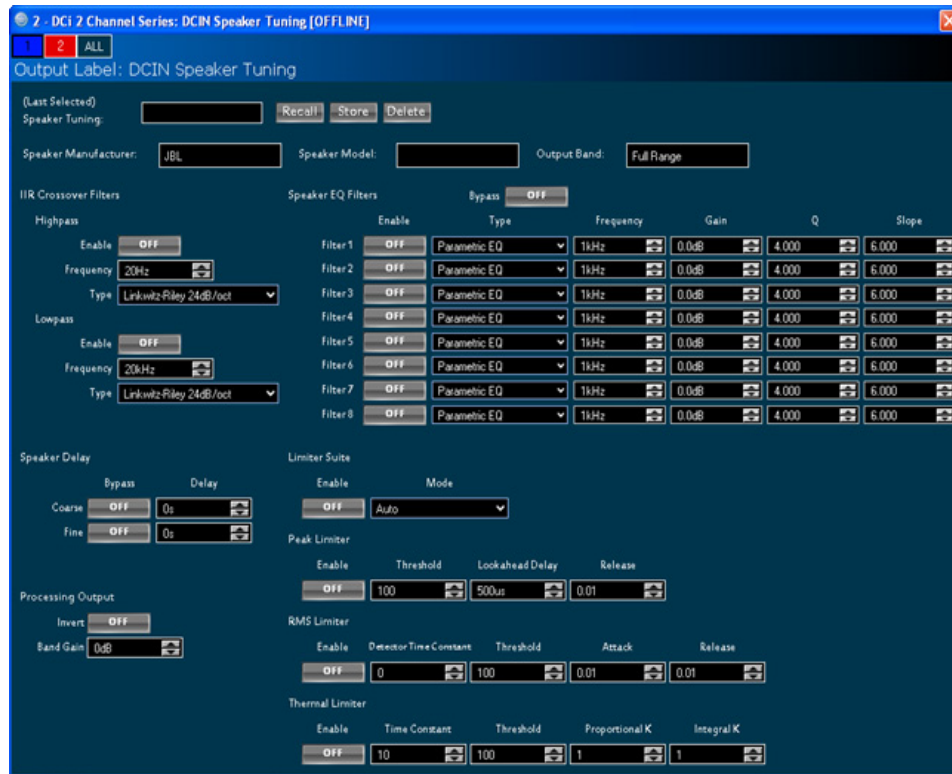 2 - DCi 2 Channel Series: DCIN Speaker Tuning [OFFLINE]
1 2 ALL
Output Label: DCIN Speaker Tuning
(Last Selected)
Speaker Tuning: Recall Store Delete
Speaker Manufacturer: JBL Speaker Model: Output Band: Full Range
IIR Crossover Filters Speaker EQ Filters Bypass OFF
Highpass Enable Type Frequency Gain Q Slope
Enable OFF Filter 1 OFF Parametric EQ 1kHz 0.0dB 4.000 6.000
Frequency 20Hz Filter 2 OFF Parametric EQ 1kHz 0.0dB 4.000 6.000
Type Linkwitz-Riley 24dB/oct Filter 3 OFF Parametric EQ 1kHz 0.0dB 4.000 6.000
Lowpass Filter 4 OFF Parametric EQ 1kHz 0.0dB 4.000 6.000
Enable OFF Filter 5 OFF Parametric EQ 1kHz 0.0dB 4.000 6.000
Frequency 20kHz Filter 6 OFF Parametric EQ 1kHz 0.0dB 4.000 6.000
Type Linkwitz-Riley 24dB/oct Filter 7 OFF Parametric EQ 1kHz 0.0dB 4.000 6.000
Filter 8 OFF Parametric EQ 1kHz 0.0dB 4.000 6.000
Speaker Delay Limiter Suite
Bypass Delay Enable Mode
Coarse OFF 0s OFF Auto
Fine OFF 0s
Peak Limiter
Enable Threshold Lookahead Delay Release
OFF 100 500us 0.01
Processing Output
Invert OFF
Band Gain 0dB
RMS Limiter
Enable Detector Time Constant Threshold Attack Release
OFF 0 100 0.01 0.01
Thermal Limiter
Enable Time Constant Threshold Proportional K Integral K
OFF 10 100 1 1